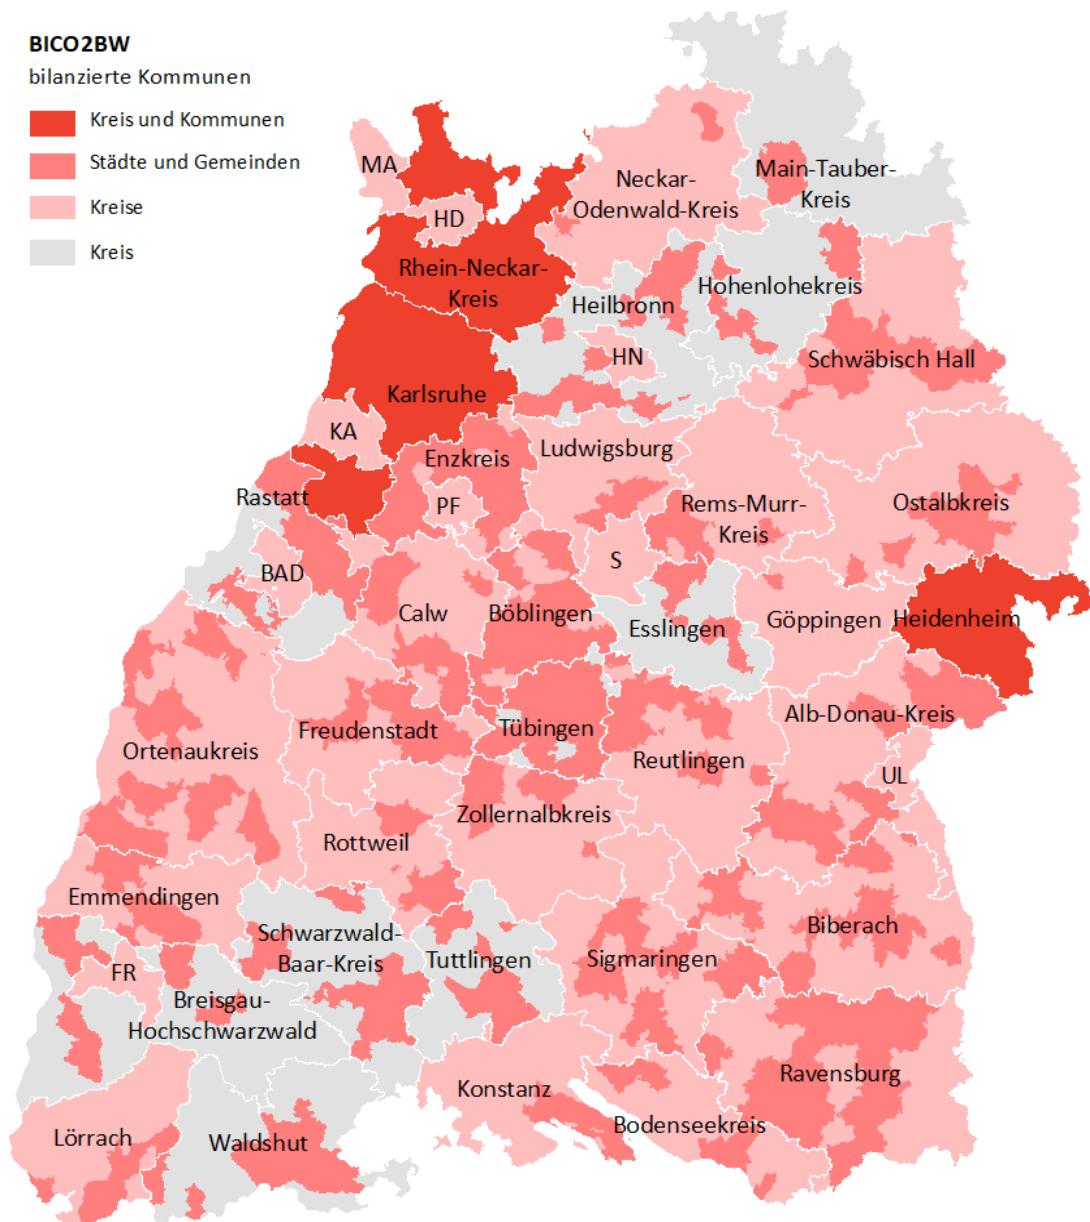 BICO2BW
bilanzierte Kommunen
Kreis und Kommunen
Städte und Gemeinden
Kreise
Kreis
MA
HD
Neckar-
Odenwald-Kreis
Main-Tauber-
Kreis
Rhein-Neckar-
Kreis
Hohenlohekreis
Heilbronn
HN
Schwäbisch Hall
Karlsruhe
KA
Enzkreis
Ludwigsburg
Rastatt
PF
Rems-Murr-
Kreis
Ostalbkreis
S
BAD
Calw
Böblingen
Esslingen
Göppingen
Heidenheim
Freudenstadt
Tübingen
Alb-Donau-Kreis
Ortenaukreis
Reutlingen
UL
Zollernalbkreis
Rottweil
Emmendingen
Schwarzwald-
Baar-Kreis
Tuttlingen
Sigmaringen
Biberach
FR
Breisgau-
Hochschwarzwald
Konstanz
Ravensburg
Bodenseekreis
Lörrach
Waldshut